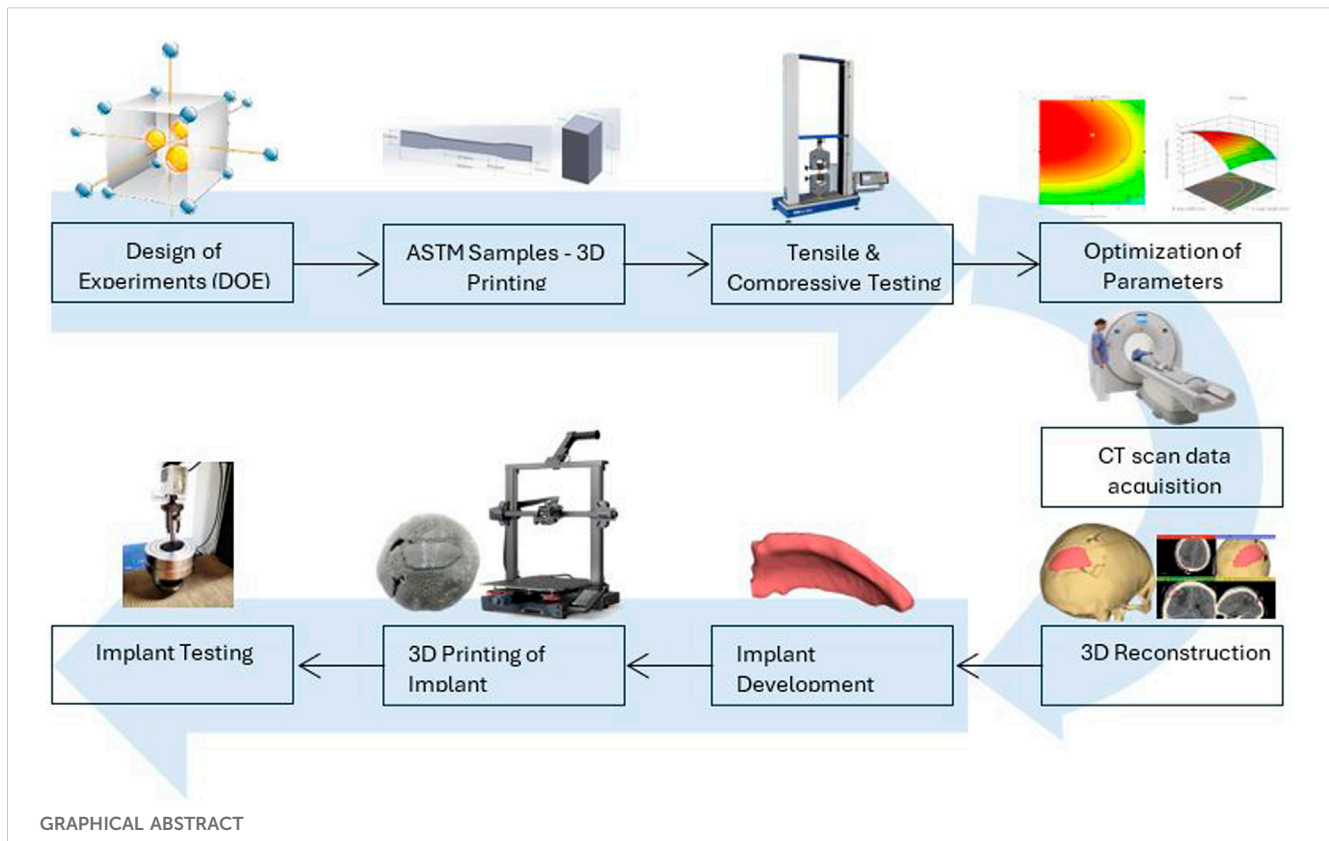 Design of
Experiments (DOE)
ASTM Samples - 3D
Printing
Tensile &
Compressive Testing
Optimization of
Parameters
CT scan data
acquisition
3D Reconstruction
Implant
Development
3D Printing of
Implant
Implant Testing
GRAPHICAL ABSTRACT